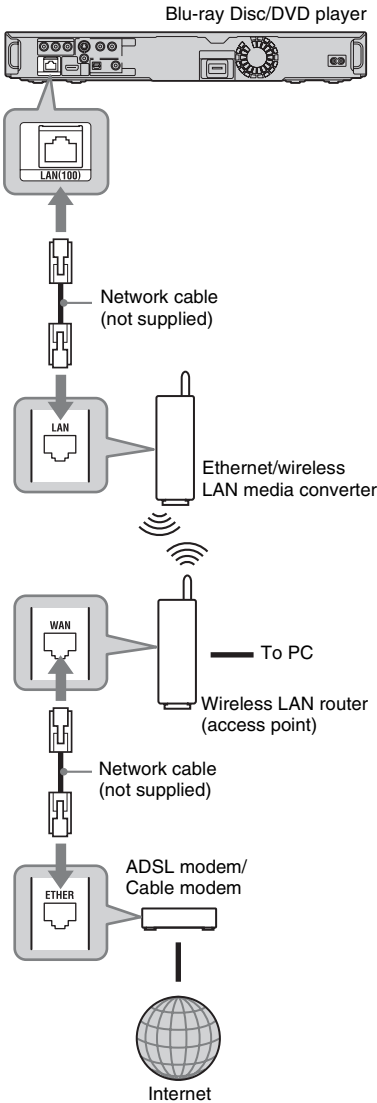 Blu-ray Disc/DVD player
LAN(100)
Network cable
(not supplied)
LAN
Ethernet/wireless
LAN media converter
WAN
To PC
Wireless LAN router
(access point)
Network cable
(not supplied)
ADSL modem/
Cable modem
ETHER
Internet